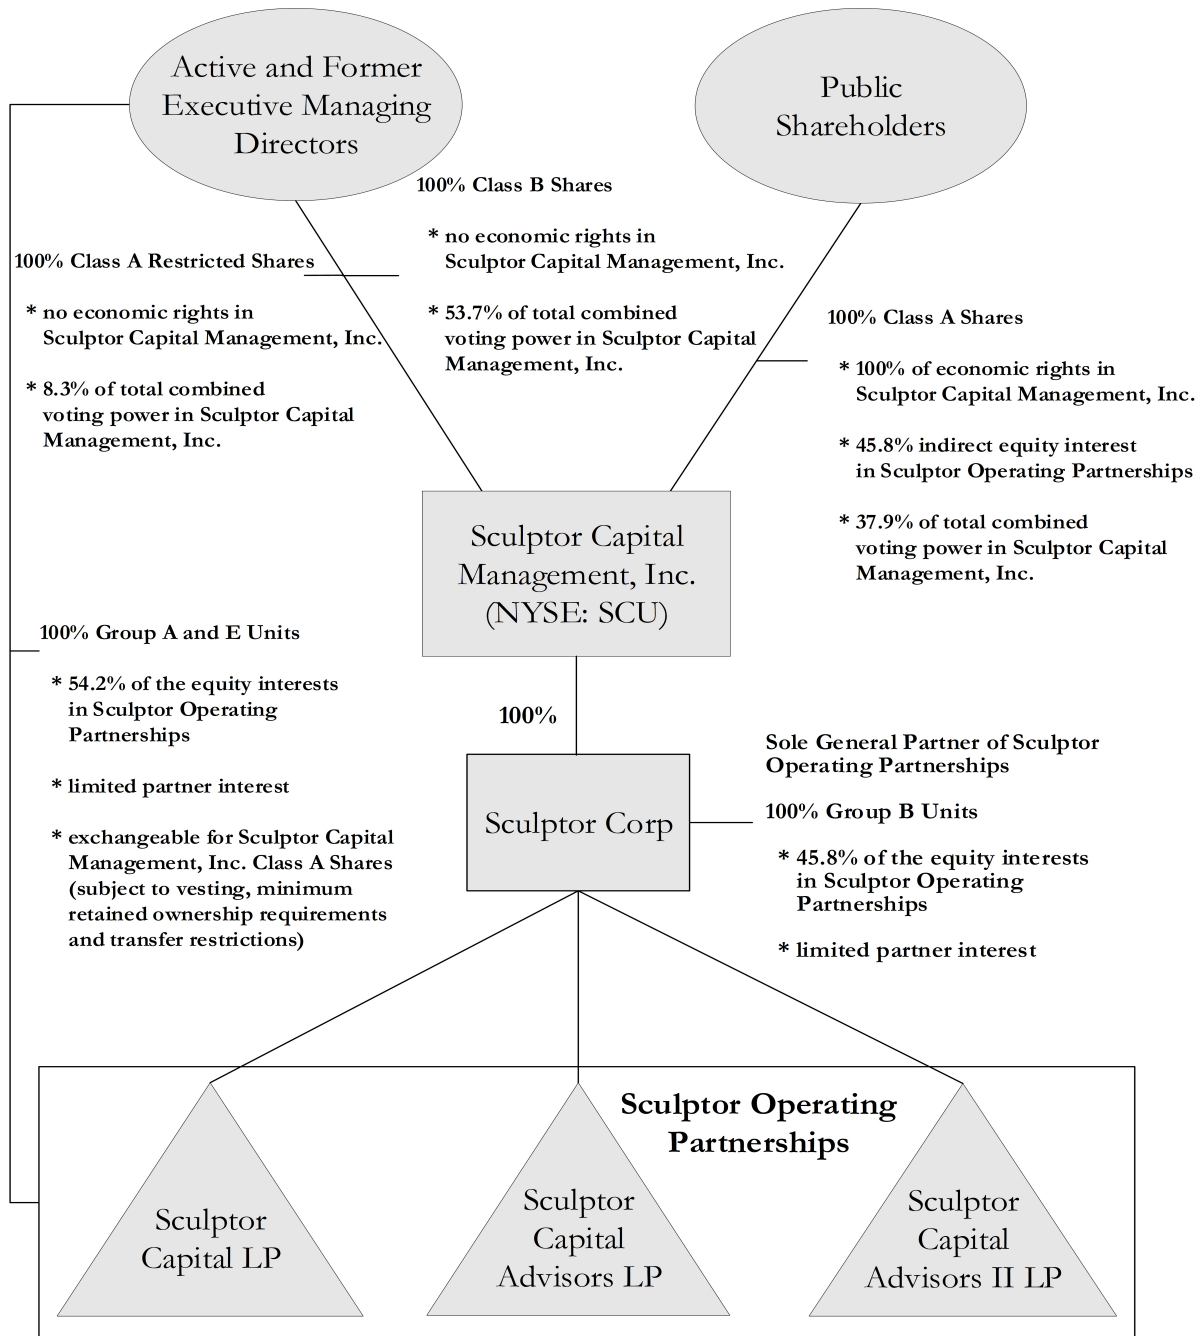 Active and Former
Executive Managing
Directors
Public
Shareholders
100% Class B Shares
* no economic rights in
Sculptor Capital Management, Inc.
* 53.7% of total combined
voting power in Sculptor Capital
Management, Inc.
100% Class A Restricted Shares
* no economic rights in
Sculptor Capital Management, Inc.
* 8.3% of total combined
voting power in Sculptor Capital
Management, Inc.
100% Class A Shares
* 100% of economic rights in
Sculptor Capital Management, Inc.
* 45.8% indirect equity interest
in Sculptor Operating Partnerships
* 37.9% of total combined
voting power in Sculptor Capital
Management, Inc.
Sculptor Capital
Management, Inc.
(NYSE: SCU)
100% Group A and E Units
* 54.2% of the equity interests
in Sculptor Operating
Partnerships
* limited partner interest
* exchangeable for Sculptor Capital
Management, Inc. Class A Shares
(subject to vesting, minimum
retained ownership requirements
and transfer restrictions)
100%
Sculptor Corp
Sole General Partner of Sculptor
Operating Partnerships
100% Group B Units
* 45.8% of the equity interests
in Sculptor Operating
Partnerships
* limited partner interest
Sculptor Operating
Partnerships
Sculptor
Capital LP
Sculptor
Capital
Advisors LP
Sculptor
Capital
Advisors II LP